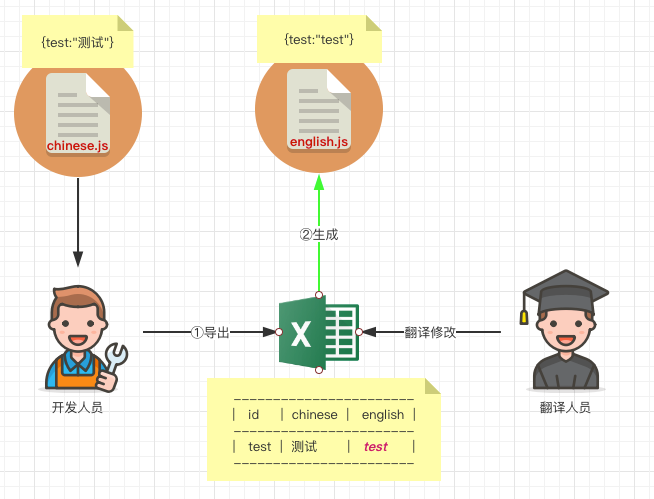 {test:"测试"}
{test:"test"}
chinese.js
english.js
②生成
①导出
X
翻译修改
开发人员
翻译人员
| id | chinese | english |
| test | 测试 | test |